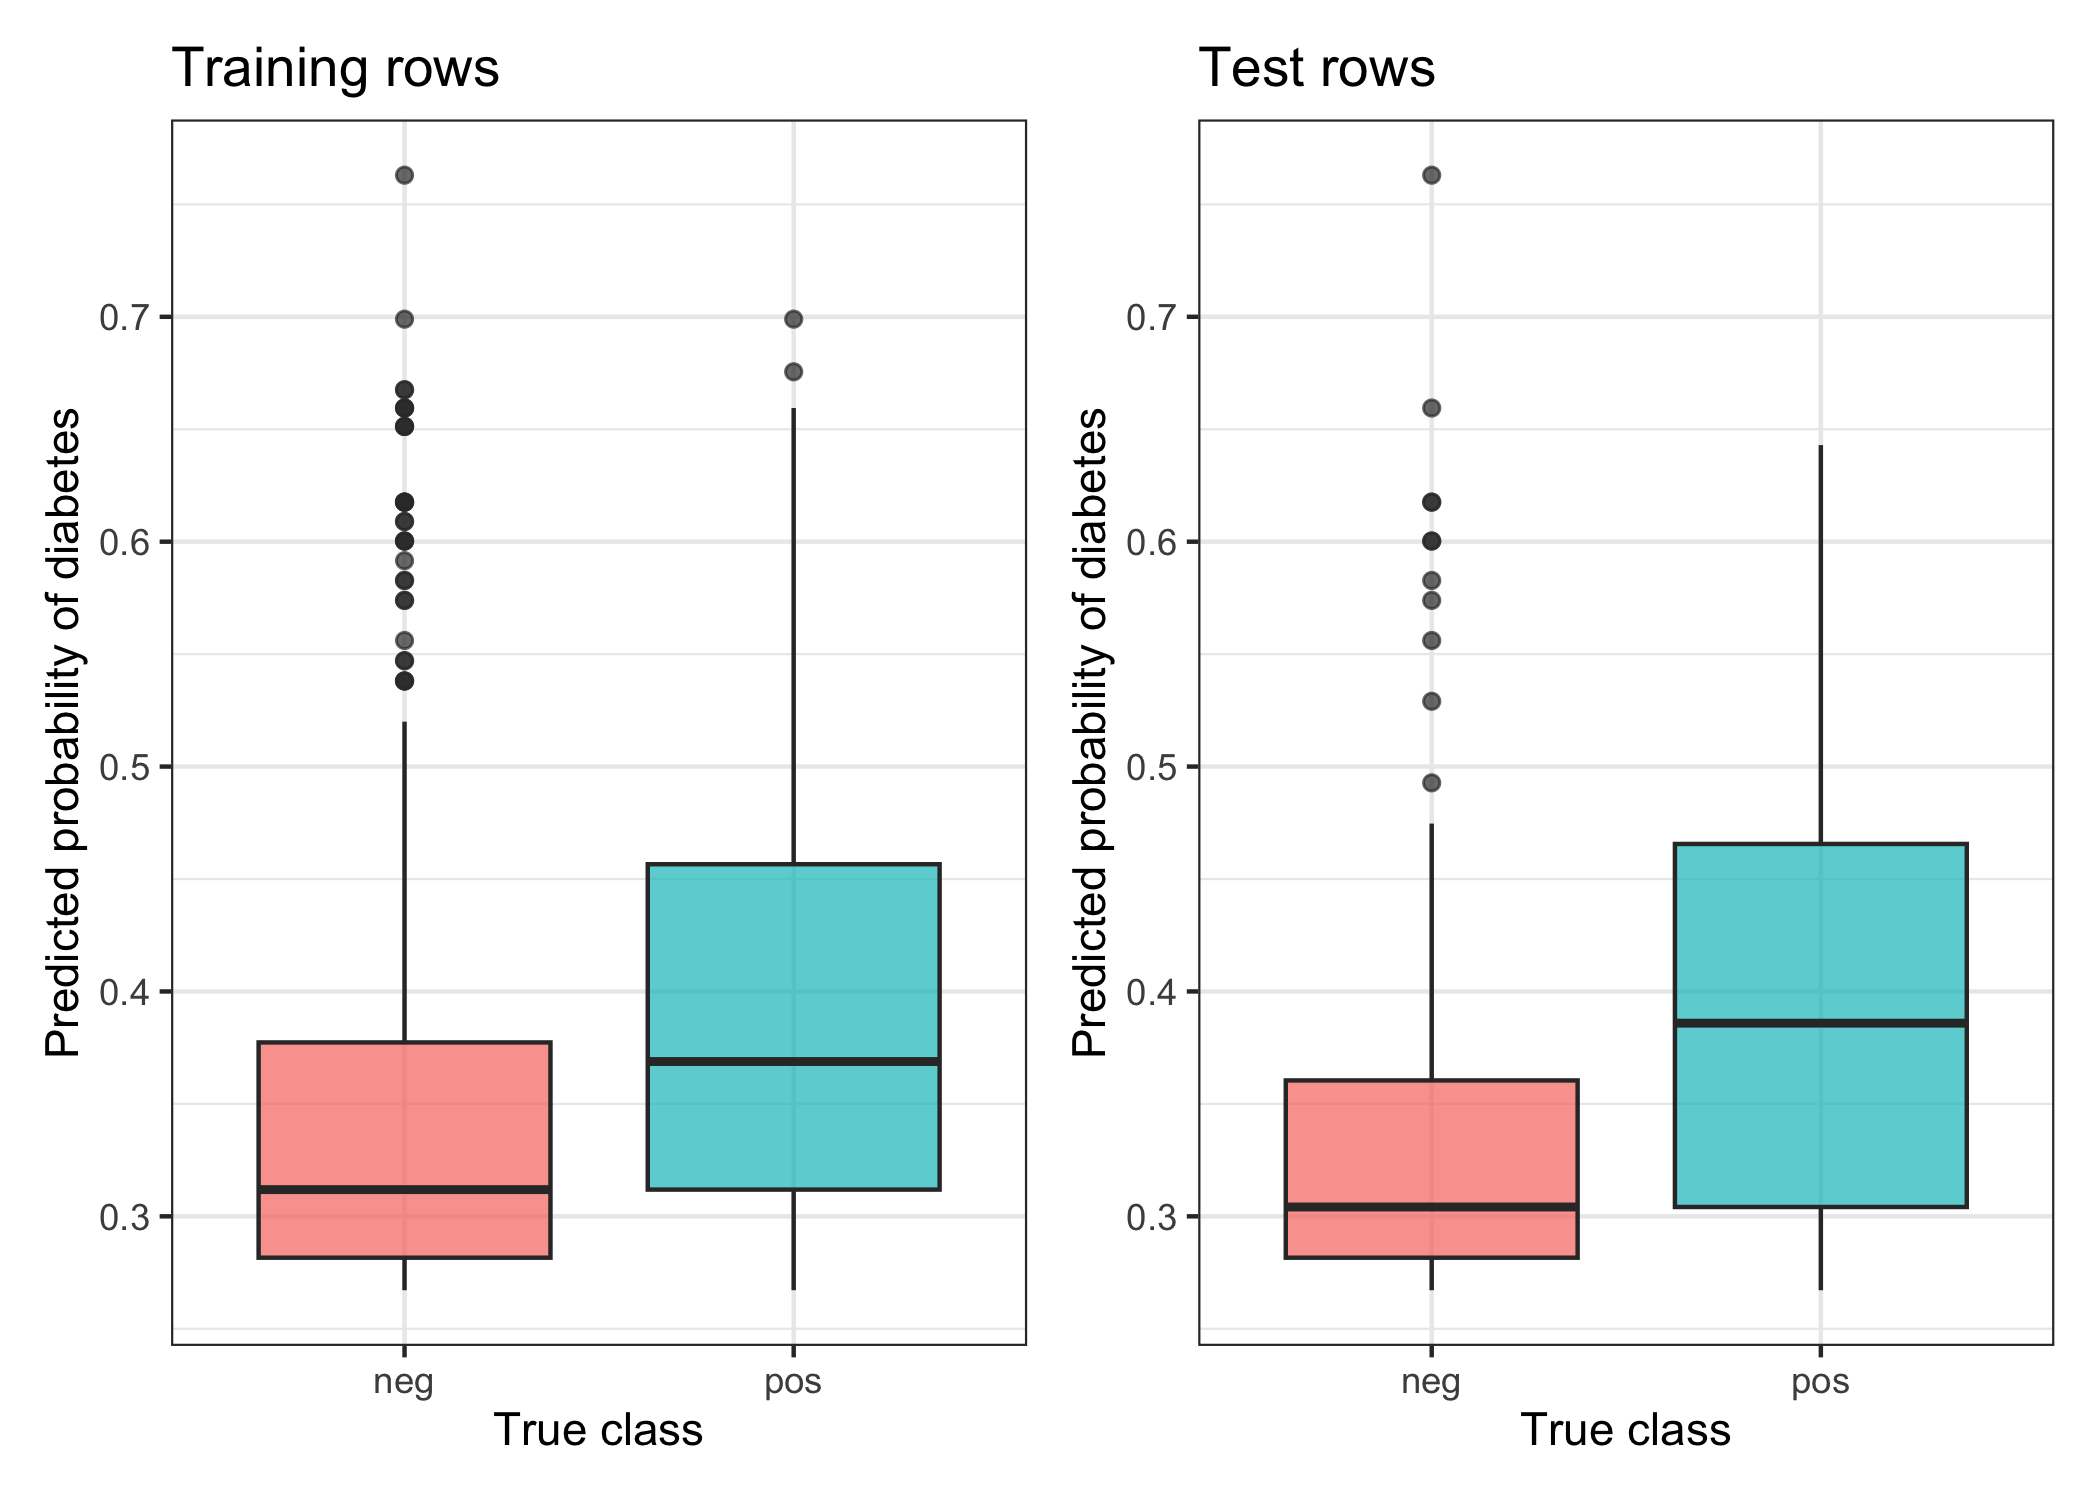 Training rows
Predicted probability of diabetes
0.7
0.6
0.5
0.4
0.3
neg pos
True class
Test rows
Predicted probability of diabetes
0.7
0.6
0.5
0.4
0.3
neg pos
True class